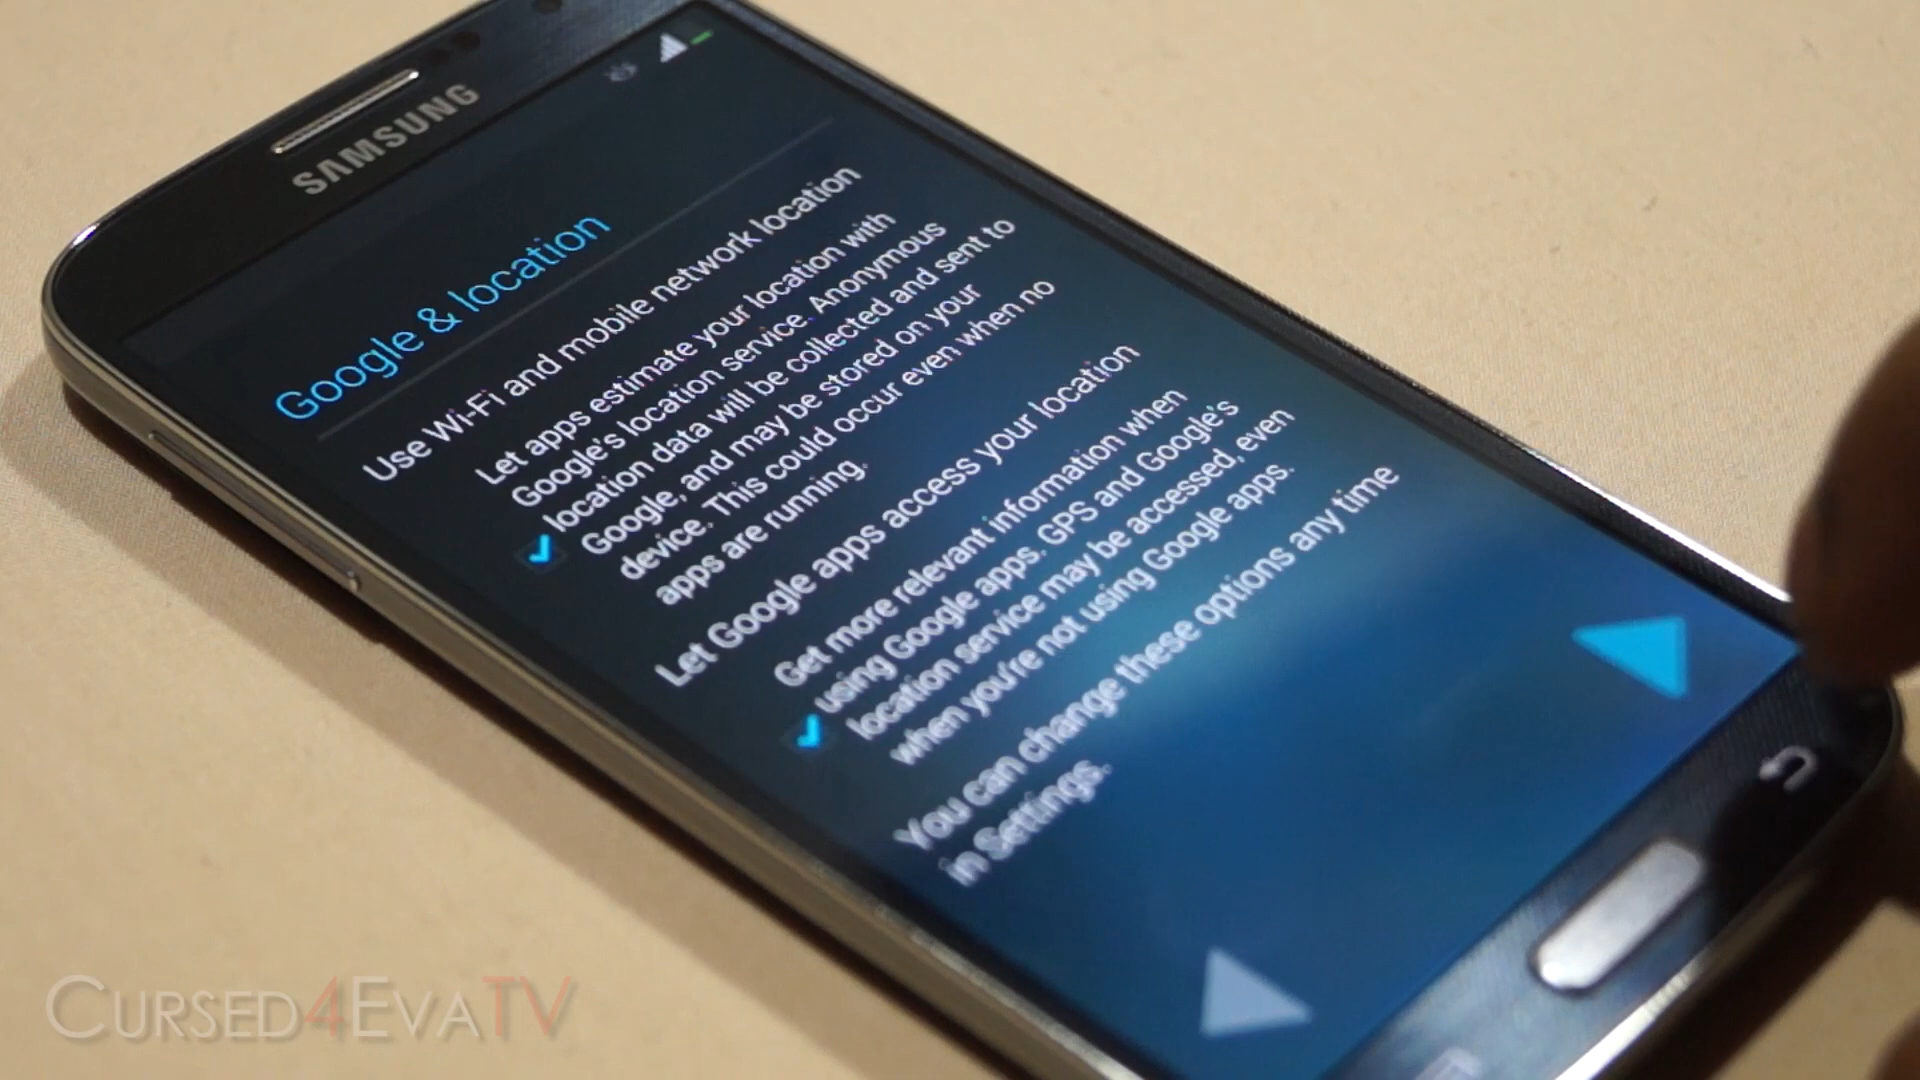 SAMSUNG
Google & location
Use Wi-Fi and mobile network location
Let apps estimate your location with
Google's location service. Anonymous
location data will be collected and sent to
Google, and may be stored on your
device. This could occur even when no
apps are running.
Let Google apps access your location
Get more relevant information when
using Google apps. GPS and Google's
location service may be accessed, even
when you're not using Google apps.
You can change these options any time
in Settings.
CURSED4EVATV